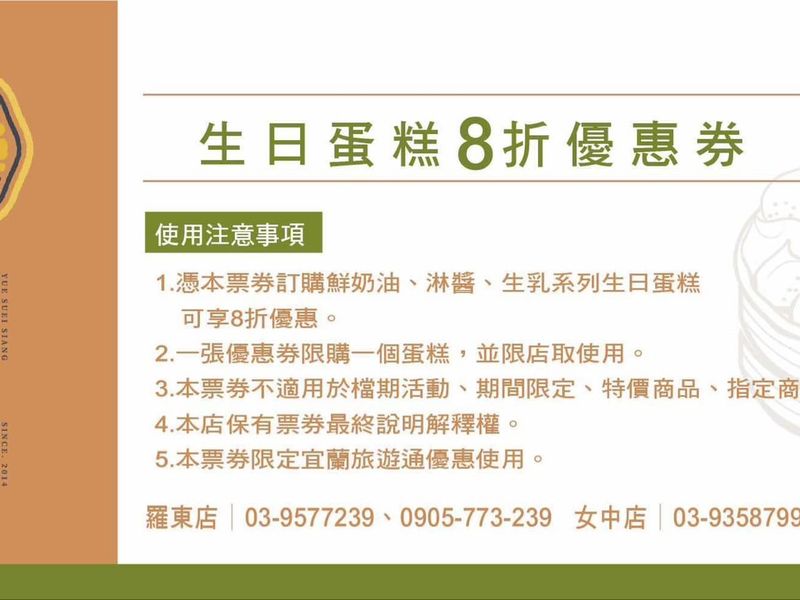 生日蛋糕8折優惠券
使用注意事項
1.憑本票券訂購鮮奶油、淋醬、生乳系列生日蛋糕
可享8折優惠。
2.一張優惠券限購一個蛋糕，並限店取使用。
3.本票券不適用於檔期活動、期間限定、特價商品、指定商
4.本店保有票券最終說明解釋權。
5.本票券限定宜蘭旅遊通優惠使用。
羅東店｜03-9577239、0905-773-239 女中店｜03-9358799
YUE SUEI SIANG
SINCE. 2014